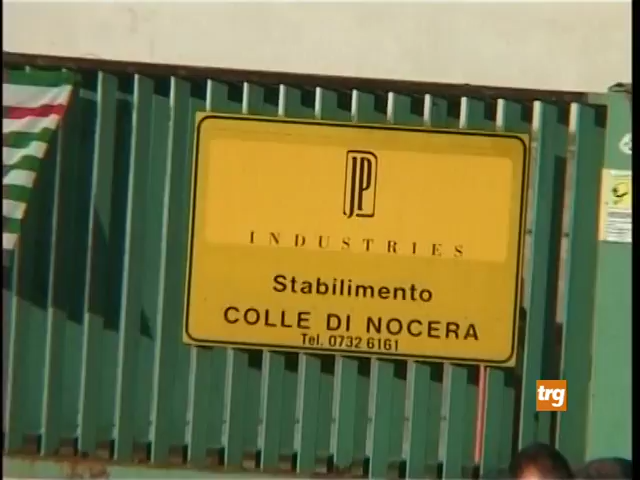 JP
INDUSTRIES
Stabilimento
COLLE DI NOCERA
Tel. 0732 6161
trg